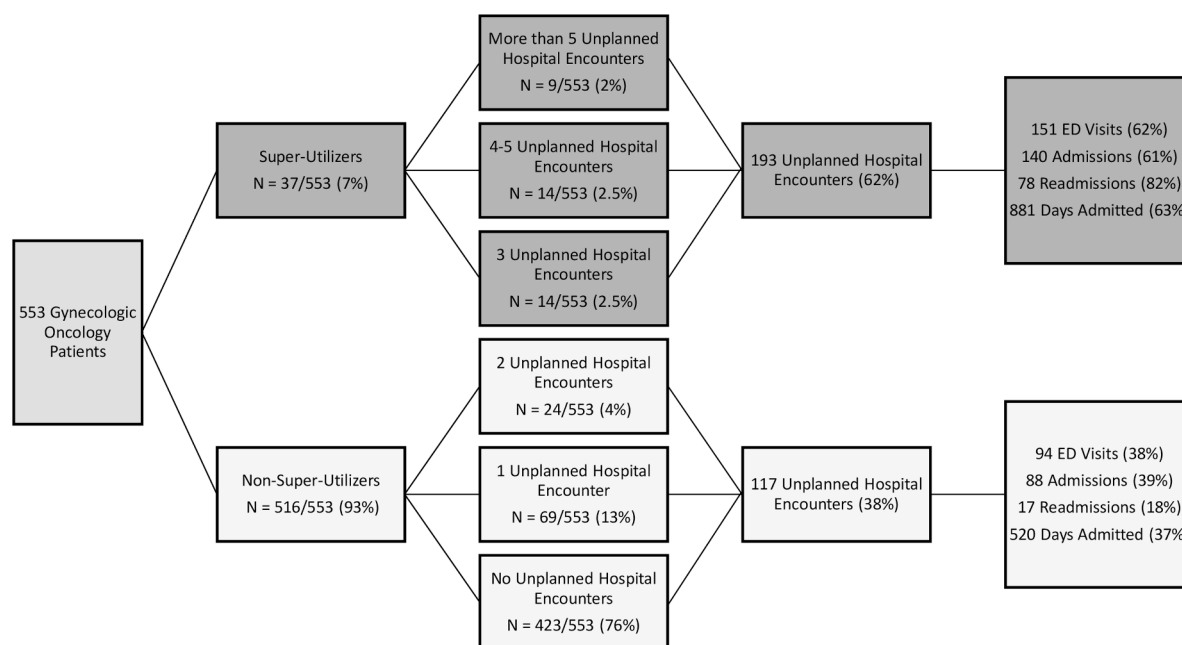 553 Gynecologic
Oncology
Patients
Super-Utilizers
N = 37/553 (7%)
Non-Super-Utilizers
N = 516/553 (93%)
More than 5 Unplanned
Hospital Encounters
N = 9/553 (2%)
4-5 Unplanned Hospital
Encounters
N = 14/553 (2.5%)
3 Unplanned Hospital
Encounters
N = 14/553 (2.5%)
2 Unplanned Hospital
Encounters
N = 24/553 (4%)
1 Unplanned Hospital
Encounter
N = 69/553 (13%)
No Unplanned Hospital
Encounters
N = 423/553 (76%)
193 Unplanned Hospital
Encounters (62%)
117 Unplanned Hospital
Encounters (38%)
151 ED Visits (62%)
140 Admissions (61%)
78 Readmissions (82%)
881 Days Admitted (63%
94 ED Visits (38%)
88 Admissions (39%)
17 Readmissions (18%)
520 Days Admitted (37%